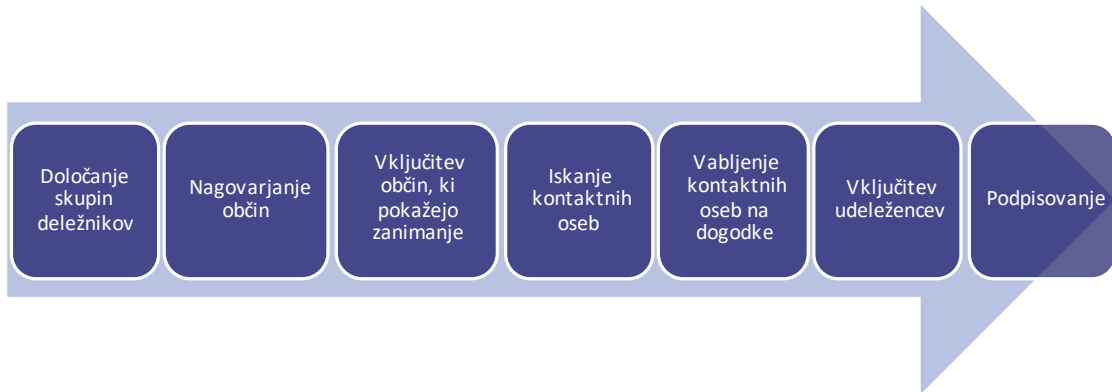 Določanje
skupin
deležnikov
Nagovarjanje
občin
Vključitev
občin, ki
pokažejo
zanimanje
Iskanje
kontaktnih
oseb
Vabljenje
kontaktnih
oseb na
dogodke
Vključitev
udeležencev
Podpisovanje